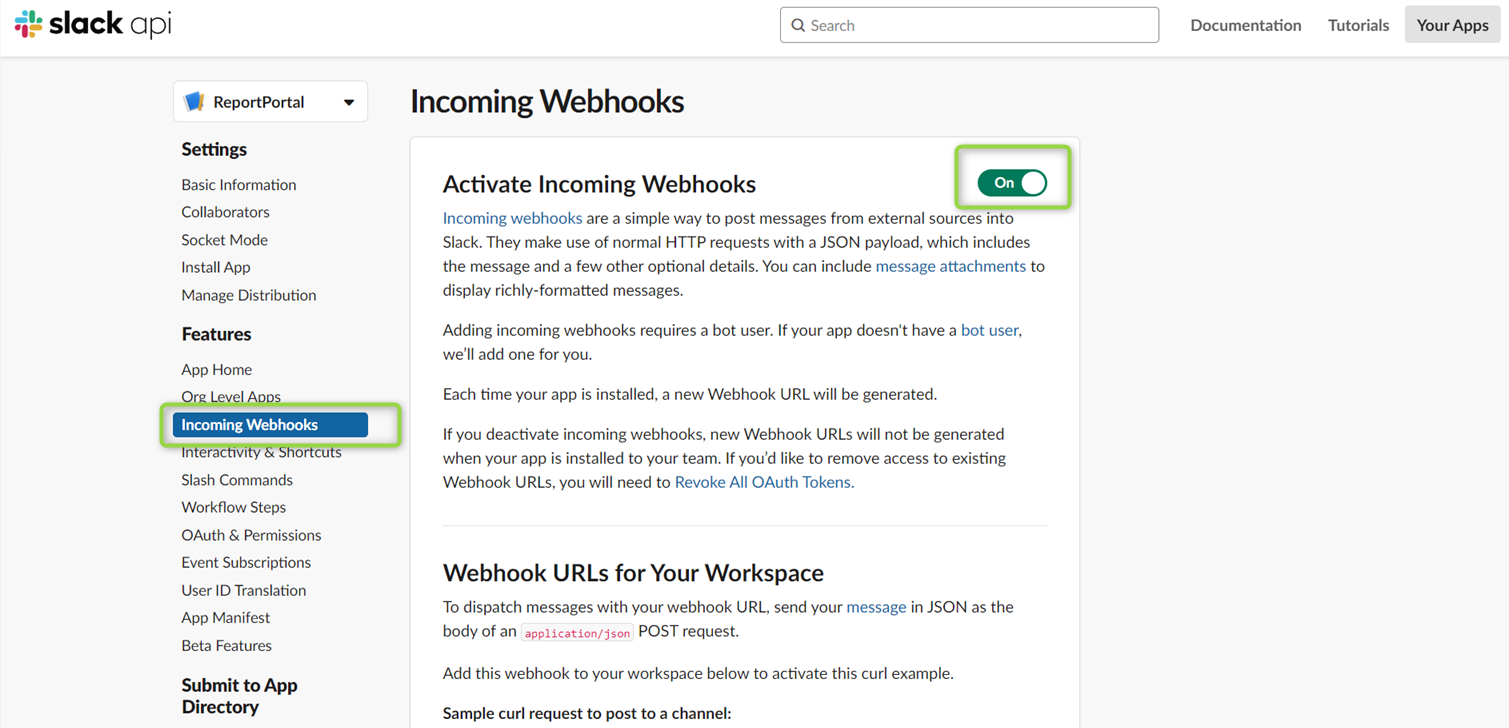 slack api
Search
Documentation
Tutorials
Your Apps
ReportPortal
Settings
Basic Information
Collaborators
Socket Mode
Install App
Manage Distribution
Features
App Home
Org Level Apps
Incoming Webhooks
Interactivity & Shortcuts
Slash Commands
Workflow Steps
OAuth & Permissions
Event Subscriptions
User ID Translation
App Manifest
Beta Features
Submit to App
Directory
Incoming Webhooks
Activate Incoming Webhooks
On
Incoming webhooks are a simple way to post messages from external sources into
Slack. They make use of normal HTTP requests with a JSON payload, which includes
the message and a few other optional details. You can include message attachments to
display richly-formatted messages.
Adding incoming webhooks requires a bot user. If your app doesn't have a bot user,
we’ll add one for you.
Each time your app is installed, a new Webhook URL will be generated.
If you deactivate incoming webhooks, new Webhook URLs will not be generated
when your app is installed to your team. If you’d like to remove access to existing
Webhook URLs, you will need to Revoke All OAuth Tokens.
Webhook URLs for Your Workspace
To dispatch messages with your webhook URL, send your message in JSON as the
body of an application/json POST request.
Add this webhook to your workspace below to activate this curl example.
Sample curl request to post to a channel: